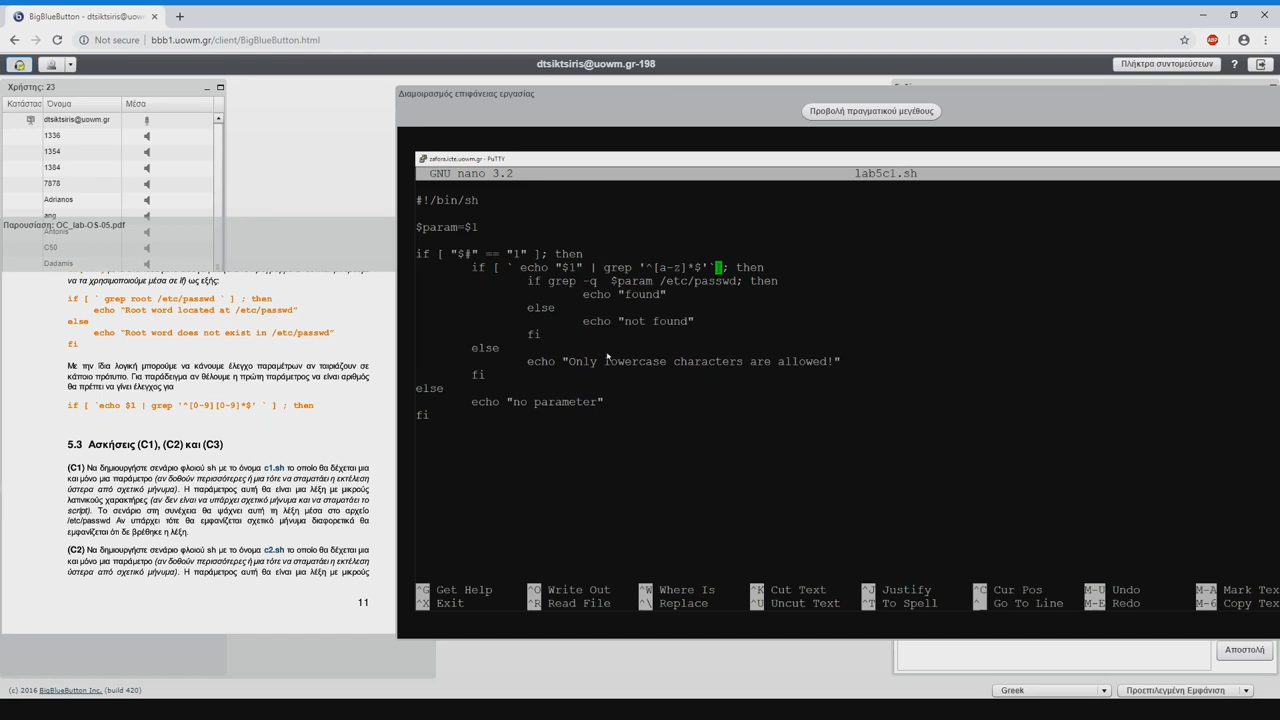 BigBlueButton - dtsiktsiris@uowm
Not secure | bbb1.uowm.gr/client/BigBlueButton.html
dtsiktsiris@uowm.gr-198
Πλήκτρα συντομεύσεων
?
Χρήστης: 23
Κατάστασ Όνομα Μέσα
dtsiktsiris@uowm.gr
1336
1354
1384
7878
Adrianos
ang
Παρουσίαση: OC_lab-OS-05.pdf
Antonis
C50
Dadamis
να τα χρησιμοποιούμε μέσα σε if) ως εξής:
if [ ` grep root /etc/passwd ` ] ; then
echo "Root word located at /etc/passwd"
else
echo "Root word does not exist in /etc/passwd"
fi
Με την ίδια λογική μπορούμε να κάνουμε έλεγχο παραμέτρων αν ταιριάζουν σε
κάποιο πρότυπο. Για παράδειγμα αν θέλουμε η πρώτη παράμετρος να είναι αριθμός
θα πρέπει να γίνει έλεγχος για
if [ `echo $1 | grep '^[0-9][0-9]*$' ` ] ; then
5.3 Ασκήσεις (C1), (C2) και (C3)
(C1) Να δημιουργήστε σενάριο φλοιού sh με το όνομα c1.sh το οποίο θα δέχεται μια
και μόνο μια παράμετρο (αν δοθούν περισσότερες ή μια τότε να σταματάει η εκτέλεση
ύστερα από σχετικό μήνυμα). Η παράμετρος αυτή θα είναι μια λέξη με μικρούς
λατινικούς χαρακτήρες (αν δεν είναι να υπάρχει σχετικό μήνυμα και να σταματάει το
script). Το σενάριο στη συνέχεια θα ψάχνει αυτή τη λέξη μέσα στο αρχείο
/etc/passwd Αν υπάρχει τότε θα εμφανίζεται σχετικό μήνυμα διαφορετικά θα
εμφανίζεται ότι δε βρέθηκε η λέξη.
(C2) Να δημιουργήστε σενάριο φλοιού sh με το όνομα c2.sh το οποίο θα δέχεται μια
και μόνο μια παράμετρο (αν δοθούν περισσότερες ή μια τότε να σταματάει η εκτέλεση
ύστερα από σχετικό μήνυμα). Η παράμετρος αυτή θα είναι μια λέξη με μικρούς
11
Διαμοιρασμός επιφάνειας εργασίας
Προβολή πραγματικού μεγέθους
zafora.icte.uowm.gr - PuTTY
GNU nano 3.2 lab5c1.sh
#!/bin/sh
$param=$1
if [ "$#" == "1" ]; then
if [ ` echo "$1" | grep '^[a-z]*$'`]; then
if grep -q $param /etc/passwd; then
echo "found"
else
echo "not found"
fi
else
echo "Only lowercase characters are allowed!"
fi
else
echo "no parameter"
fi
^G Get Help ^O Write Out ^W Where Is ^K Cut Text ^J Justify ^C Cur Pos M-U Undo M-A Mark Tex
^X Exit ^R Read File ^\ Replace ^U Uncut Text ^T To Spell ^_ Go To Line M-E Redo M-6 Copy Tex
Αποστολή
(c) 2016 BigBlueButton Inc. (build 420)
Greek
Προεπιλεγμένη Εμφάνιση